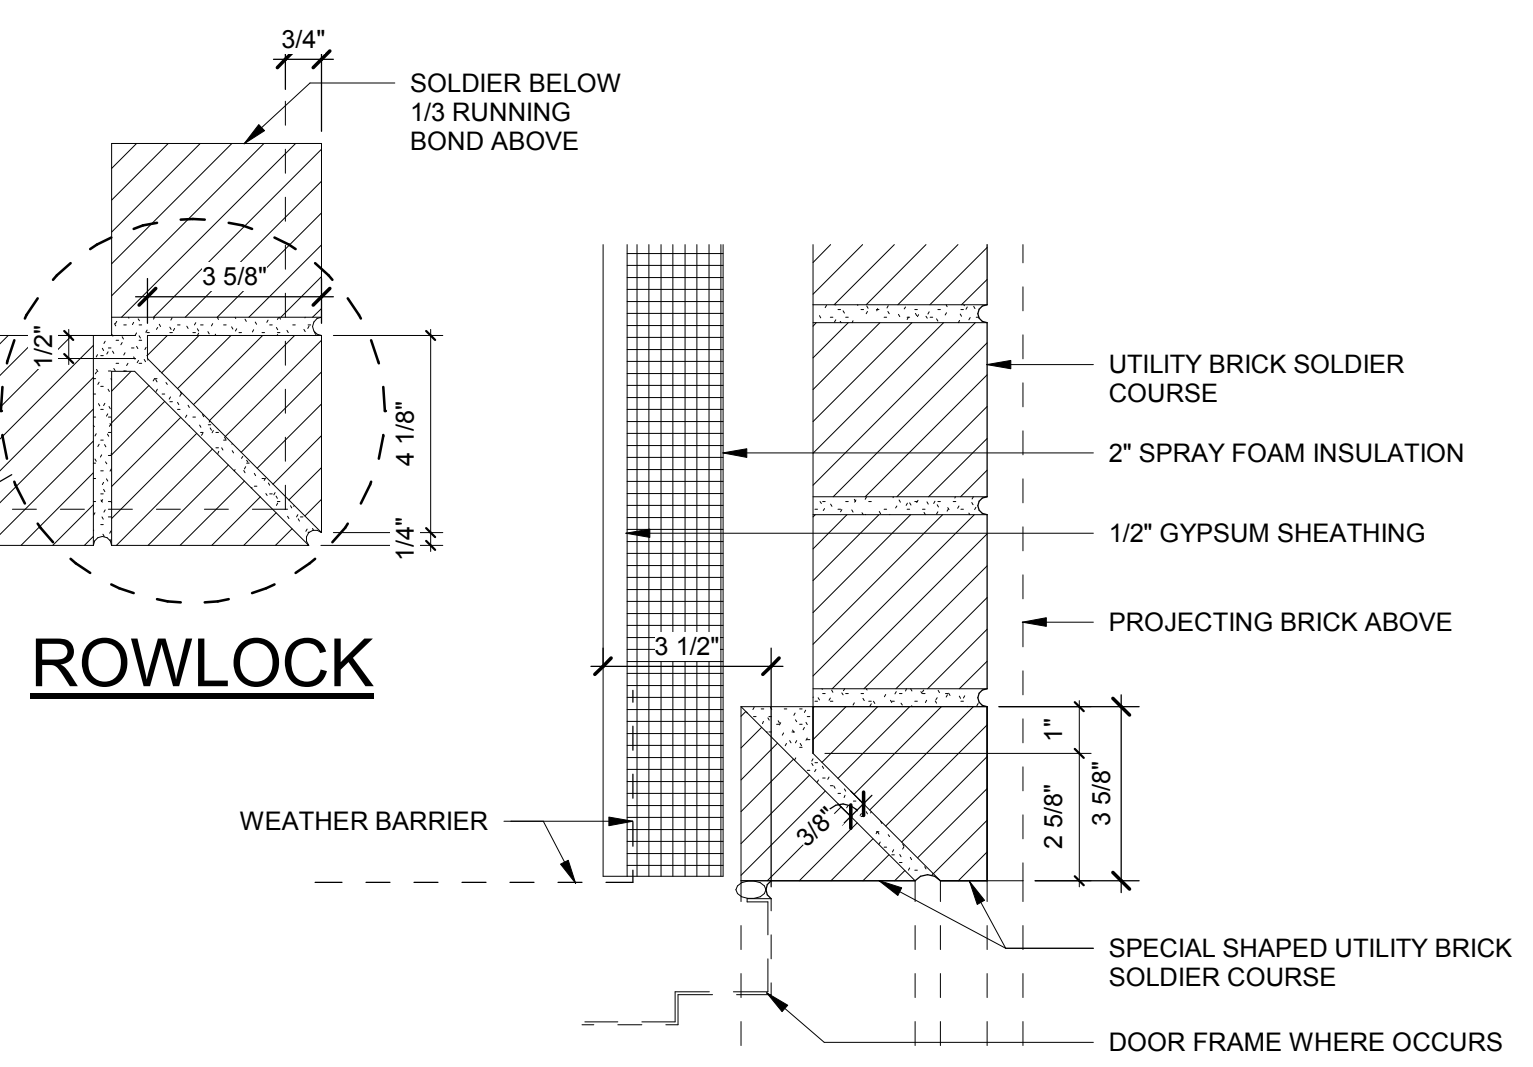 3/4"
SOLDIER BELOW
1/3 RUNNING
BOND ABOVE
3 5/8"
1/2"
4 1/8"
1/4"
ROWLOCK
UTILITY BRICK SOLDIER
COURSE
2" SPRAY FOAM INSULATION
1/2" GYPSUM SHEATHING
PROJECTING BRICK ABOVE
3 1/2"
1"
3 5/8"
2 5/8"
3/8"
WEATHER BARRIER
SPECIAL SHAPED UTILITY BRICK
SOLDIER COURSE
DOOR FRAME WHERE OCCURS